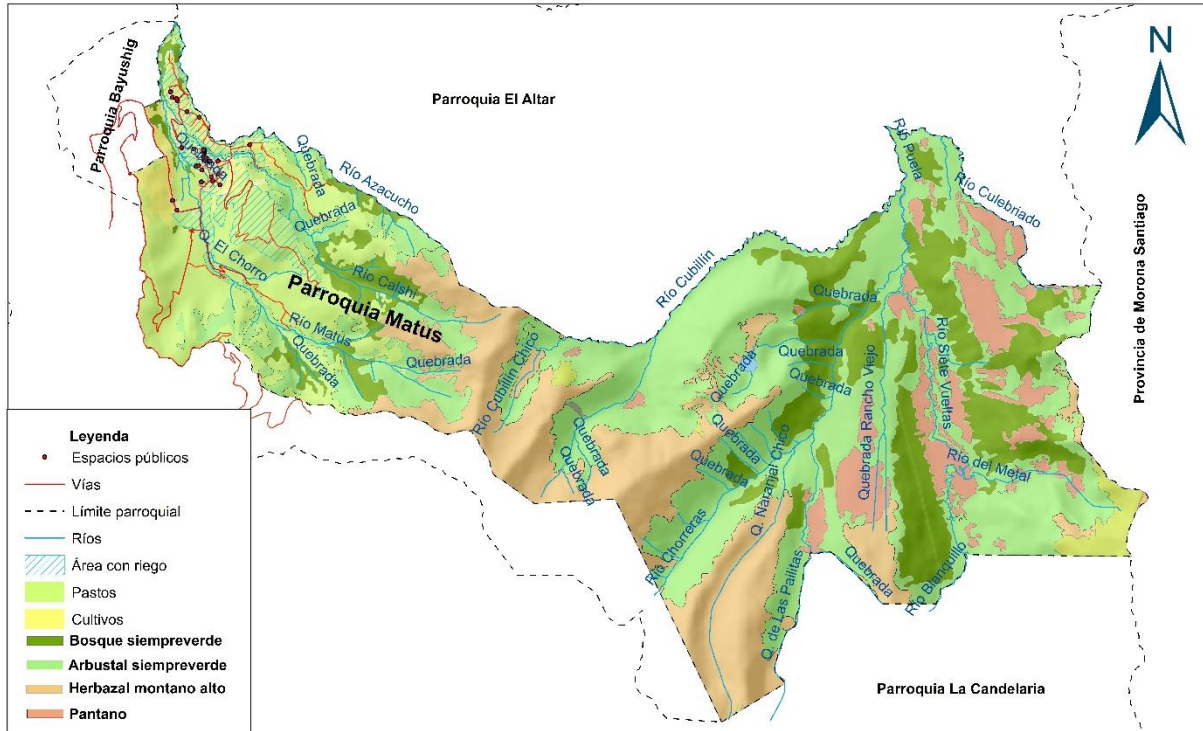 N
Parroquia El Altar
Parroquia Bayushig
Provincia de Morona Santiago
Quebrada
Quebrada
Río Azacucho
Río Puela
Río Culebriado
Quebrada
Q. El Chorro
Río Calshi
Río Cubillín
Parroquia Matus
Río Matus
Quebrada
Quebrada
Río Cubillín Chico
Quebrada
Quebrada
Quebrada
Quebrada
Quebrada
Río Siete Vueltas
Quebrada Rancho Viejo
Quebrada
Quebrada
Quebrada
Quebrada
Q. Naranjal Chico
Río del Metal
Río Chorreras
Q. de Las Pailitas
Quebrada
Río Blanquillo
Parroquia La Candelaria
Leyenda
Espacios públicos
Vías
Límite parroquial
Ríos
Área con riego
Pastos
Cultivos
Bosque siempreverde
Arbustal siempreverde
Herbazal montano alto
Pantano